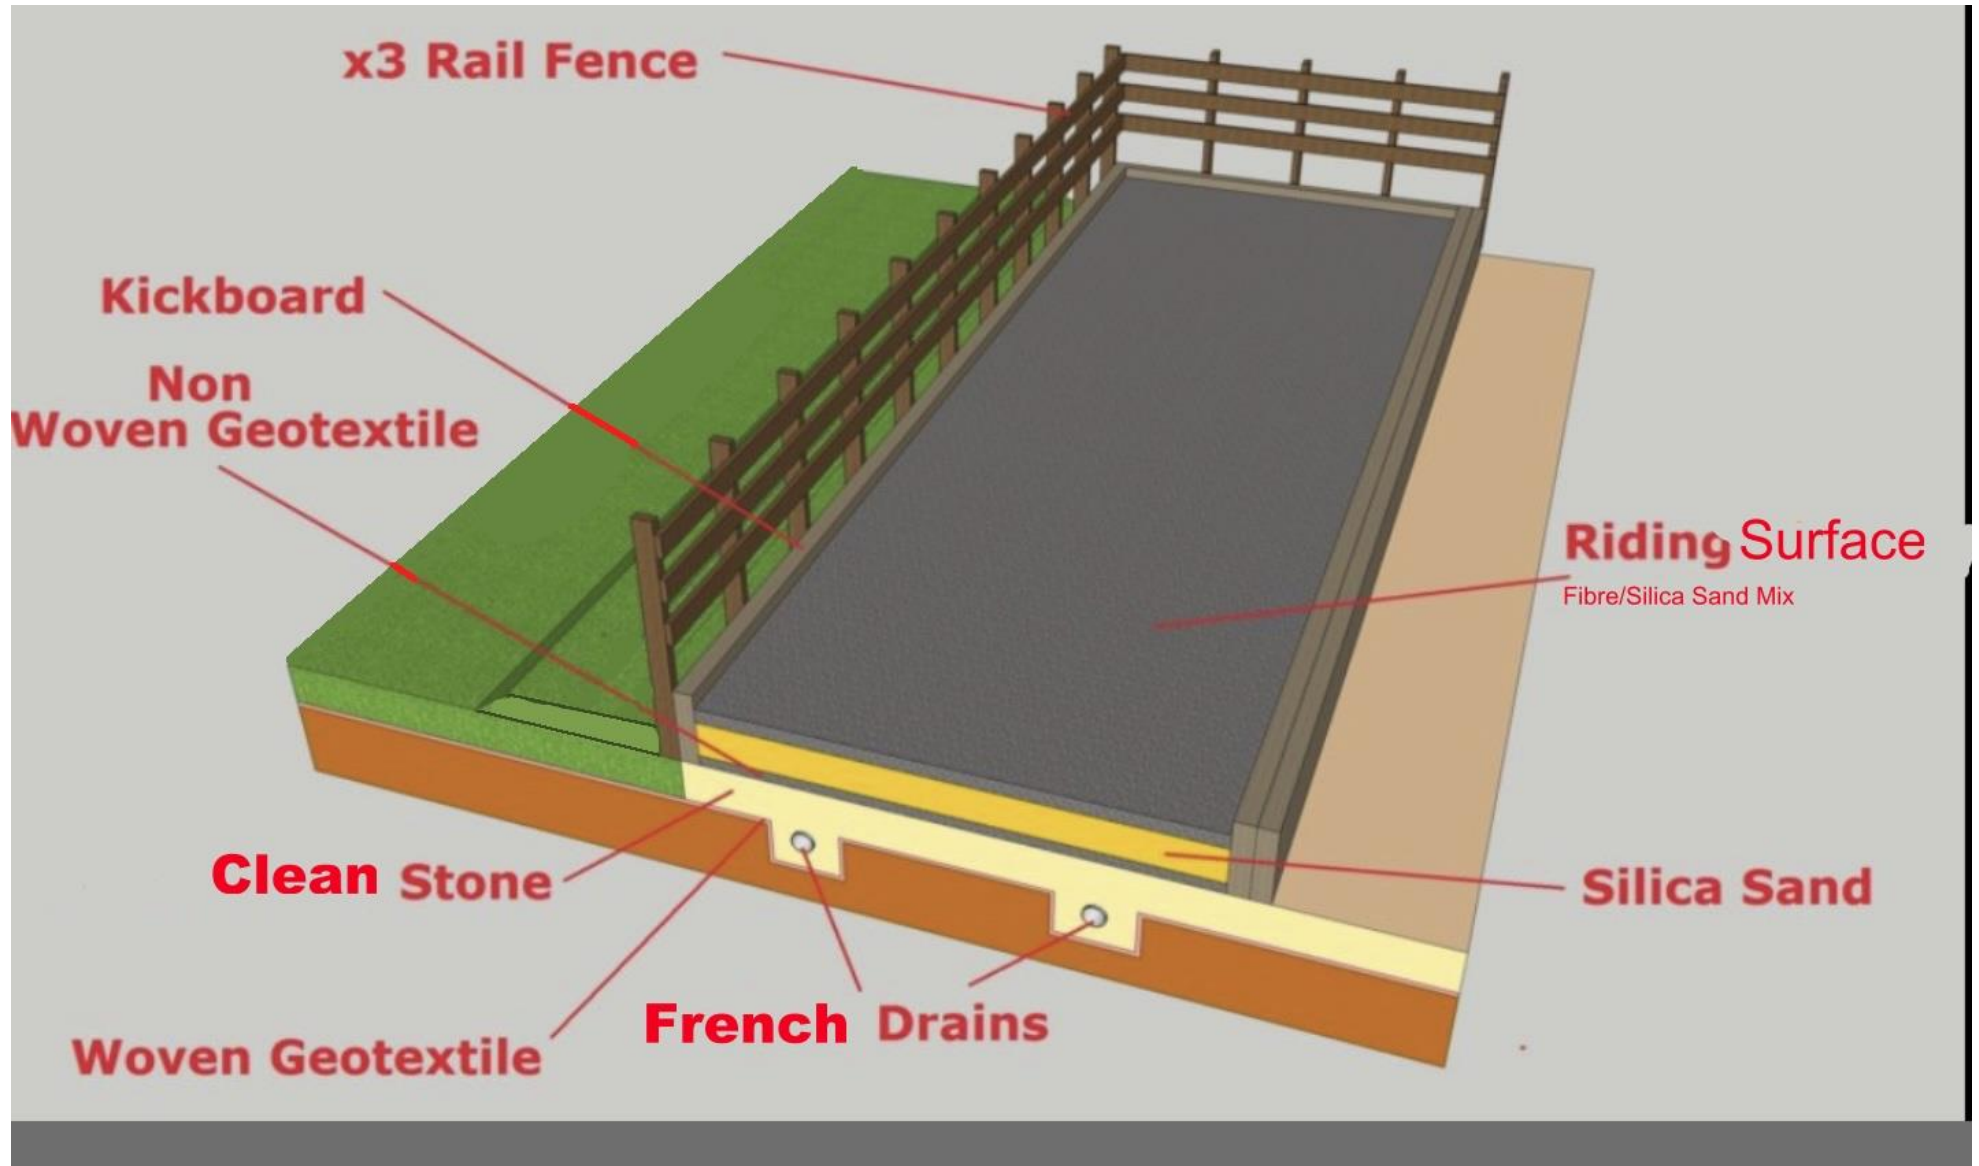 x3 Rail Fence
Kickboard
Non
Woven Geotextile
Riding Surface
Fibre/Silica Sand Mix
Clean Stone
Silica Sand
French Drains
Woven Geotextile